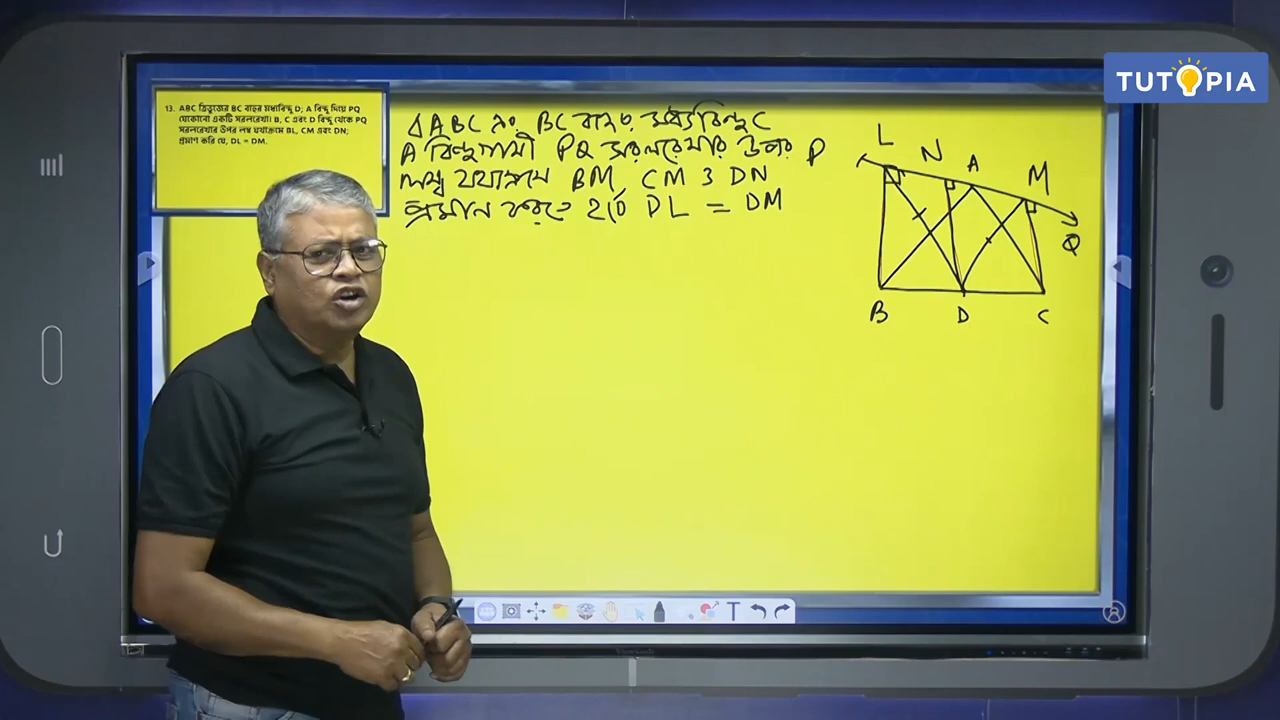 TUTOPIA
13. ABC ত্রিভুজের BC বাহুর মধ্যবিন্দু D; A বিন্দু দিয়ে PQ
যেকোনো একটি সরলরেখা। B, C এবং D বিন্দু থেকে PQ
সরলরেখার উপর লম্ব যথাক্রমে BL, CM এবং DN;
প্রমাণ করি যে, DL = DM.
Δ ABC এর BC বাহুর মধ্যবিন্দু C
A বিন্দুগামী PQ সরলরেখার উপর
লম্ব যথাক্রমে BM, CM ও DN
প্রমান করতে হবে DL = DM
P L N A M Q
B D C
T